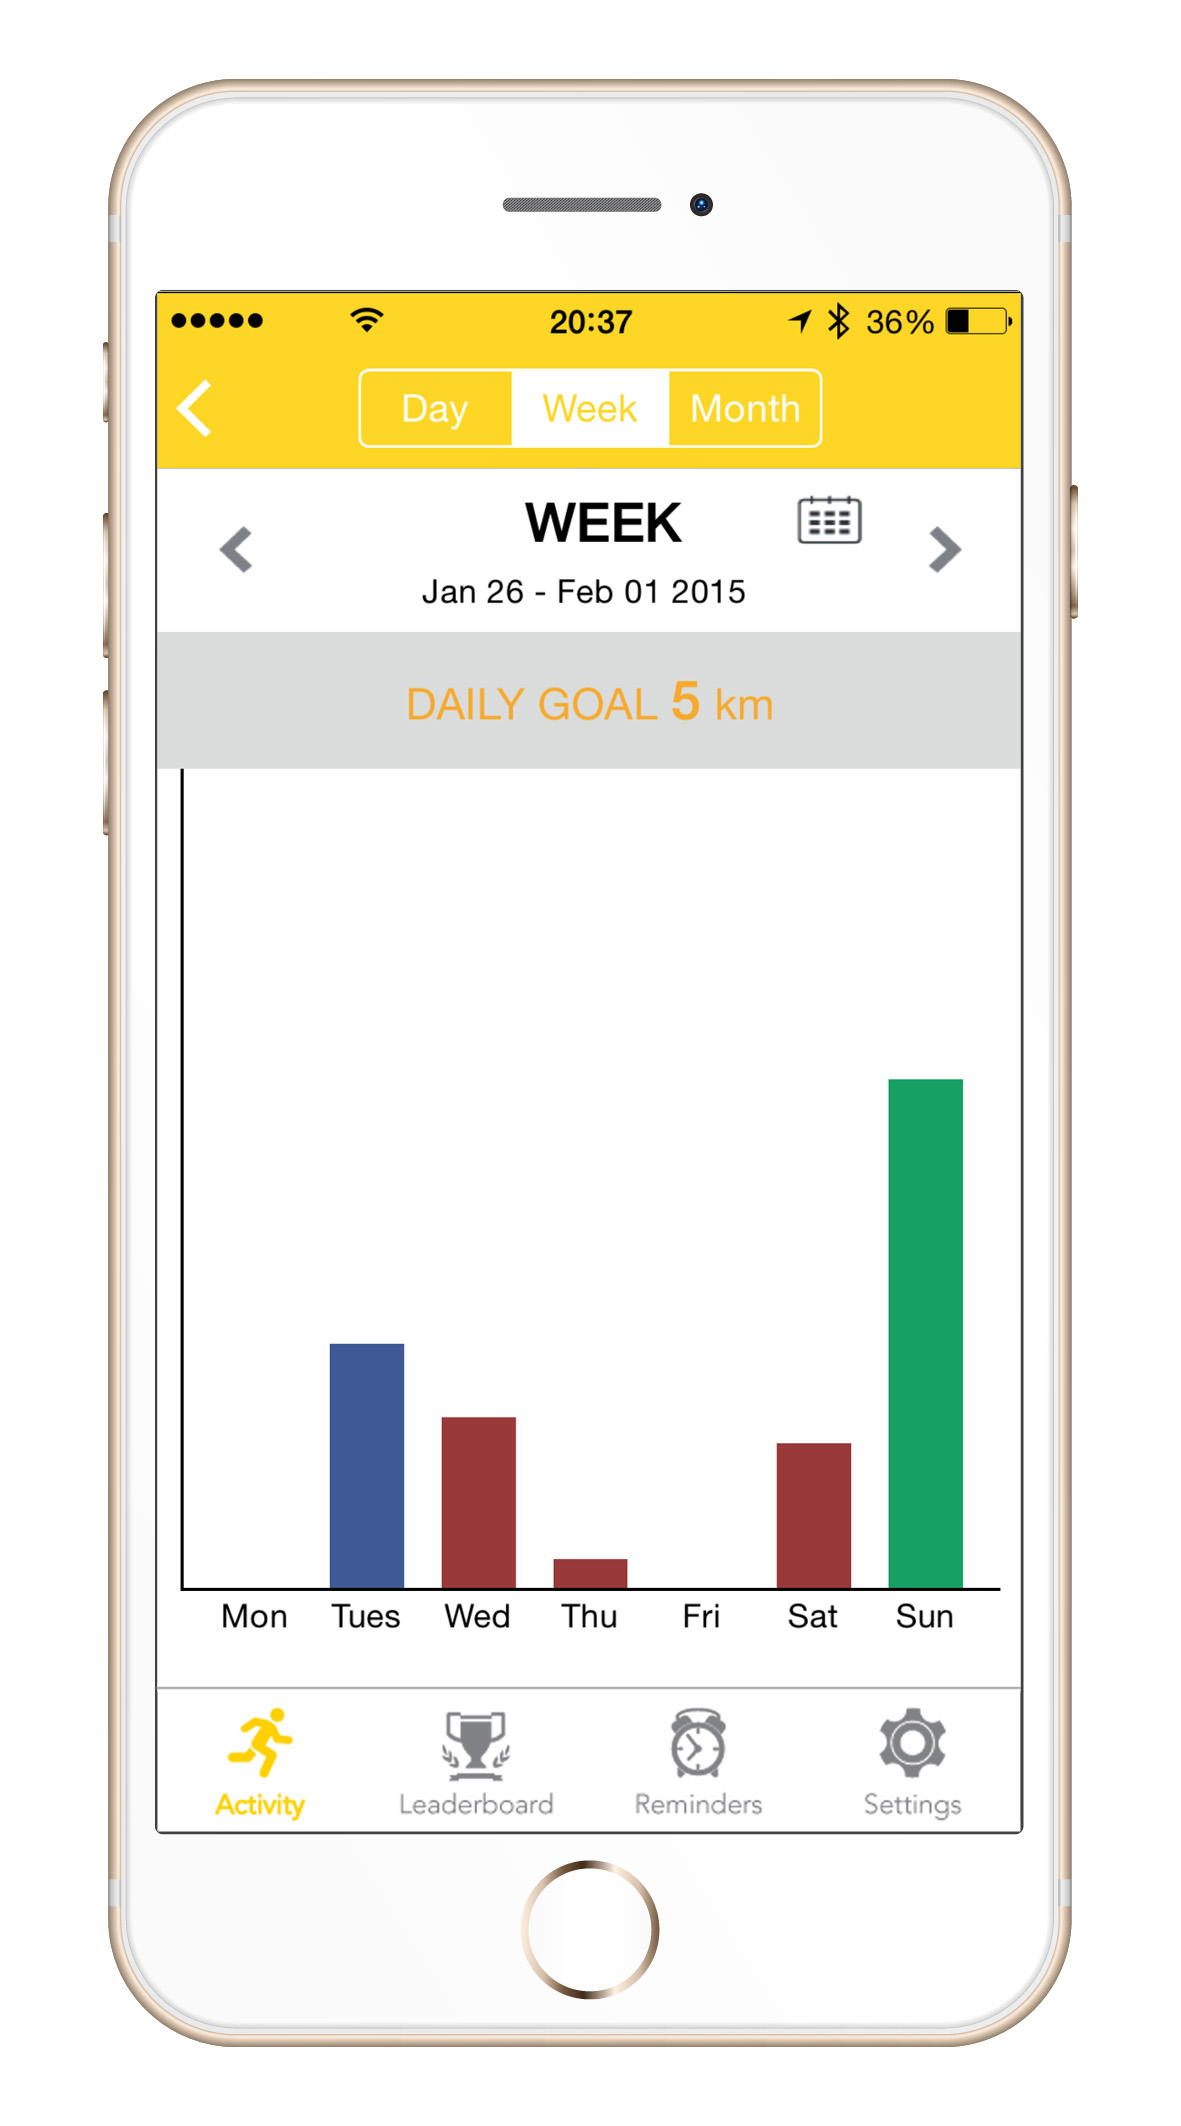 20:37 36%
Day Week Month
WEEK
Jan 26 - Feb 01 2015
DAILY GOAL 5 km
Mon Tues Wed Thu Fri Sat Sun
Activity Leaderboard Reminders Settings